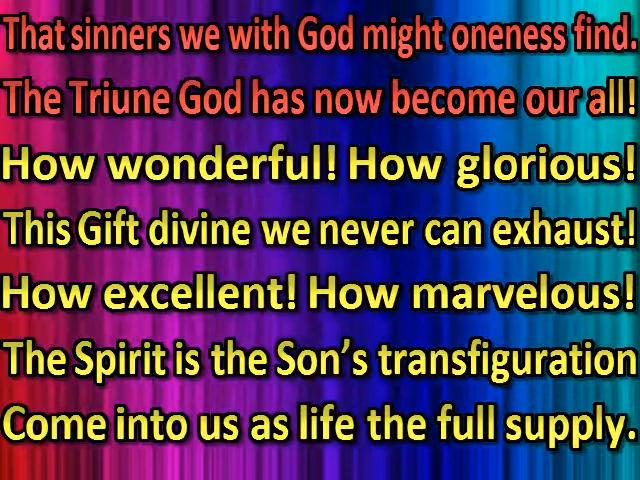 That sinners we with God might oneness find.
The Triune God has now become our all!
How wonderful! How glorious!
This Gift divine we never can exhaust!
How excellent! How marvelous!
The Spirit is the Son’s transfiguration
Come into us as life the full supply.